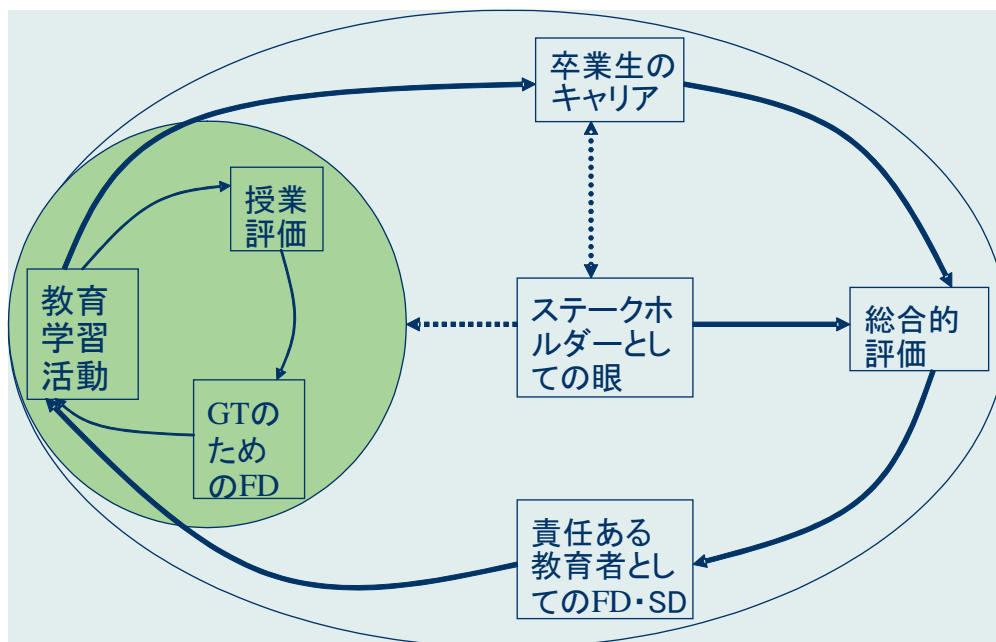 卒業生の
キャリア
授業
評価
教育
学習
活動
ステークホ
ルダーとし
ての眼
総合的
評価
GTの
ため
のFD
責任ある
教育者とし
てのFD・SD